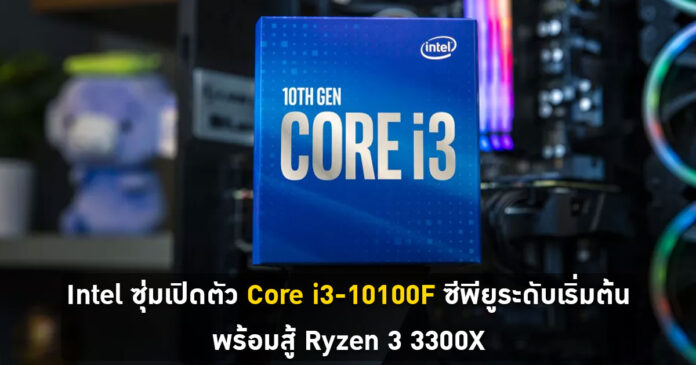 intel
10TH GEN
CORE i3
Intel ซุ่มเปิดตัว Core i3-10100F ซีพียูระดับเริ่มต้น
พร้อมสู้ Ryzen 3 3300X